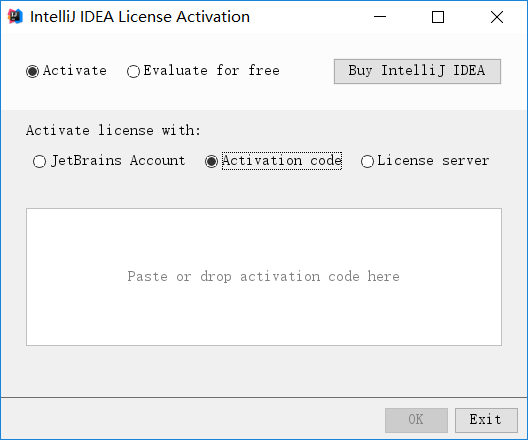 IntelliJ IDEA License Activation
Activate Evaluate for free Buy IntelliJ IDEA
Activate license with:
JetBrains Account Activation code License server
Paste or drop activation code here
OK Exit